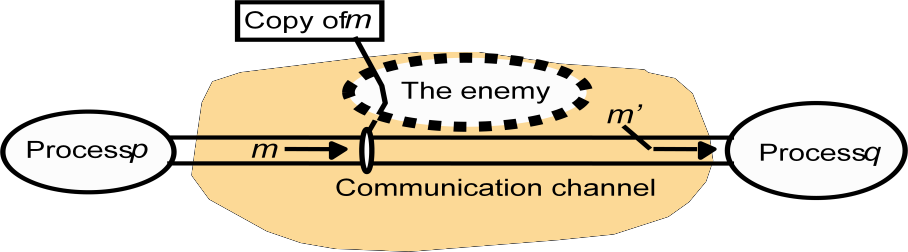 Copy of m
The enemy
m'
Process p
m
Process q
Communication channel